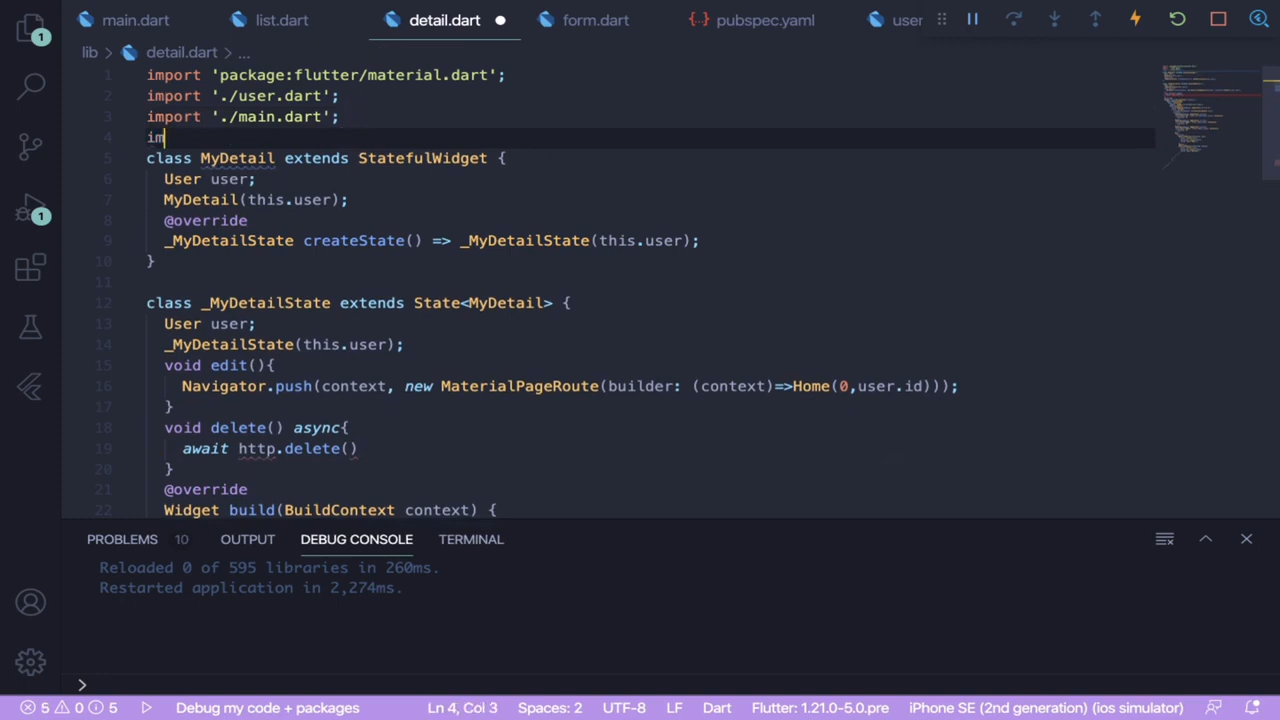 main.dart list.dart detail.dart form.dart pubspec.yaml user
1
lib > detail.dart > ...
1 import 'package:flutter/material.dart';
2 import './user.dart';
3 import './main.dart';
4 im
5 class MyDetail extends StatefulWidget {
6 User user;
7 MyDetail(this.user);
8 @override
9 _MyDetailState createState() => _MyDetailState(this.user);
10 }
11
12 class _MyDetailState extends State<MyDetail> {
13 User user;
14 _MyDetailState(this.user);
15 void edit(){
16 Navigator.push(context, new MaterialPageRoute(builder: (context)=>Home(0,user.id)));
17 }
18 void delete() async{
19 await http.delete()
20 }
21 @override
22 Widget build(BuildContext context) {
1
PROBLEMS 10 OUTPUT DEBUG CONSOLE TERMINAL
Reloaded 0 of 595 libraries in 260ms.
Restarted application in 2,274ms.
>
5 0 5 Debug my code + packages Ln 4, Col 3 Spaces: 2 UTF-8 LF Dart Flutter: 1.21.0-5.0.pre iPhone SE (2nd generation) (ios simulator)